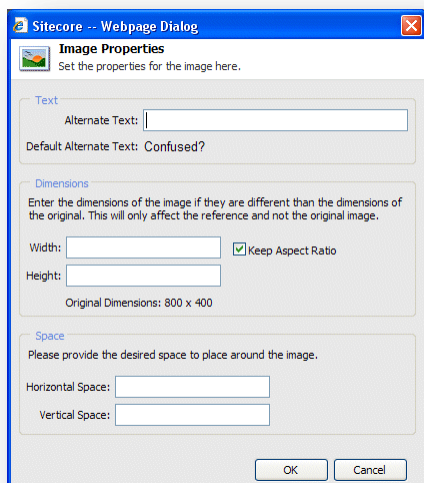 Sitecore -- Webpage Dialog
Image Properties
Set the properties for the image here.
Text
Alternate Text:
Default Alternate Text: Confused?
Dimensions
Enter the dimensions of the image if they are different than the dimensions of
the original. This will only affect the reference and not the original image.
Width:
Keep Aspect Ratio
Height:
Original Dimensions: 800 x 400
Space
Please provide the desired space to place around the image.
Horizontal Space:
Vertical Space:
OK Cancel